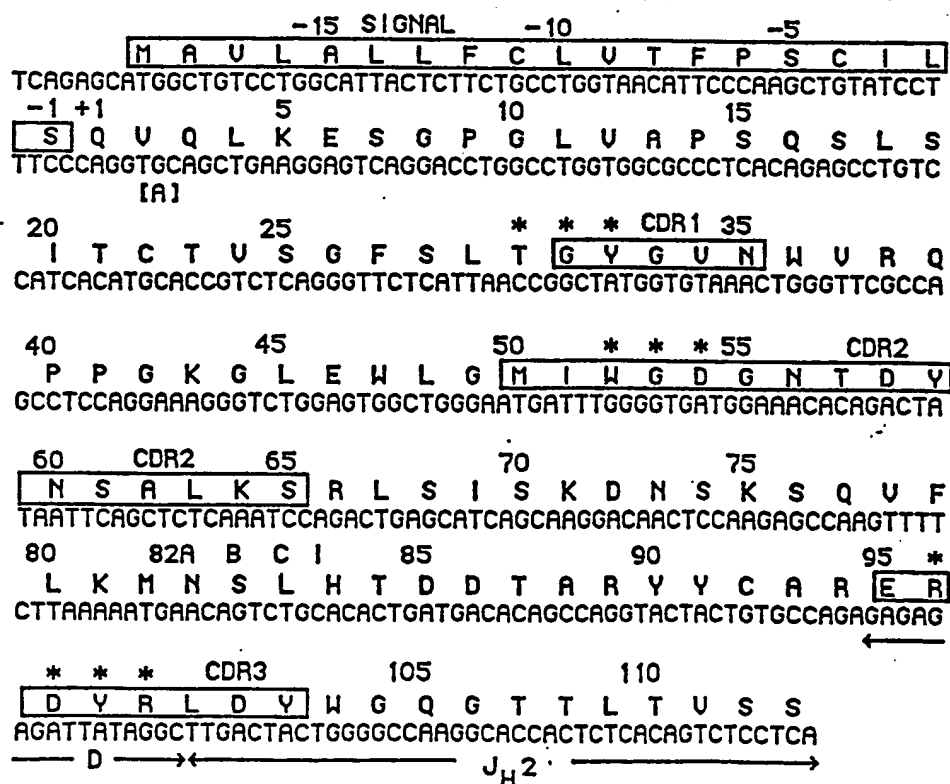 -15 SIGNAL -10 -5
M A V L A L L F C L V T F P S C I L
TCAGAGCATGGCTGTCCTGGCATTACTCTTCTGCCTGGTAACATTCCCAAGCTGTATCCT
-1 +1 5 10 15
S Q V Q L K E S G P G L V A P S Q S L S
TTCCCAGGTGCAGCTGAAGGAGTCAGGACCTGGCCTGGTGGCGCCCTCACAGAGCCTGTC
[A]
20 25 * * * CDR1 35
I T C T V S G F S L T G Y G V N W V R Q
CATCACATGCACCGTCTCAGGGTTCTCATTAACCGGCTATGGTGTAAACTGGGTTCGCCA
40 45 50 * * * 55 CDR2
P P G K G L E W L G M I W G D G N T D Y
GCCTCCAGGAAAGGGTCTGGAGTGGCTGGGAATGATTTGGGGTGATGGAAACACAGACTA
60 CDR2 65 70 75
N S A L K S R L S I S K D N S K S Q V F
TAATTCAGCTCTCAAATCCAGACTGAGCATCAGCAAGGACAACTCCAAGAGCCAAGTTTT
80 82A B C I 85 90 95 *
L K M N S L H T D D T A R Y Y C A R E R
CTTAAAAATGAACAGTCTGCACACTGATGACACAGCCAGGTACTACTGTGCCAGAGAGAG
* * * CDR3 105 110
D Y R L D Y W G Q G T T L T V S S
AGATTATAGGCTTGACTACTGGGGCCAAGGCACCACTCTCACAGTCTCCTCA
D JH2